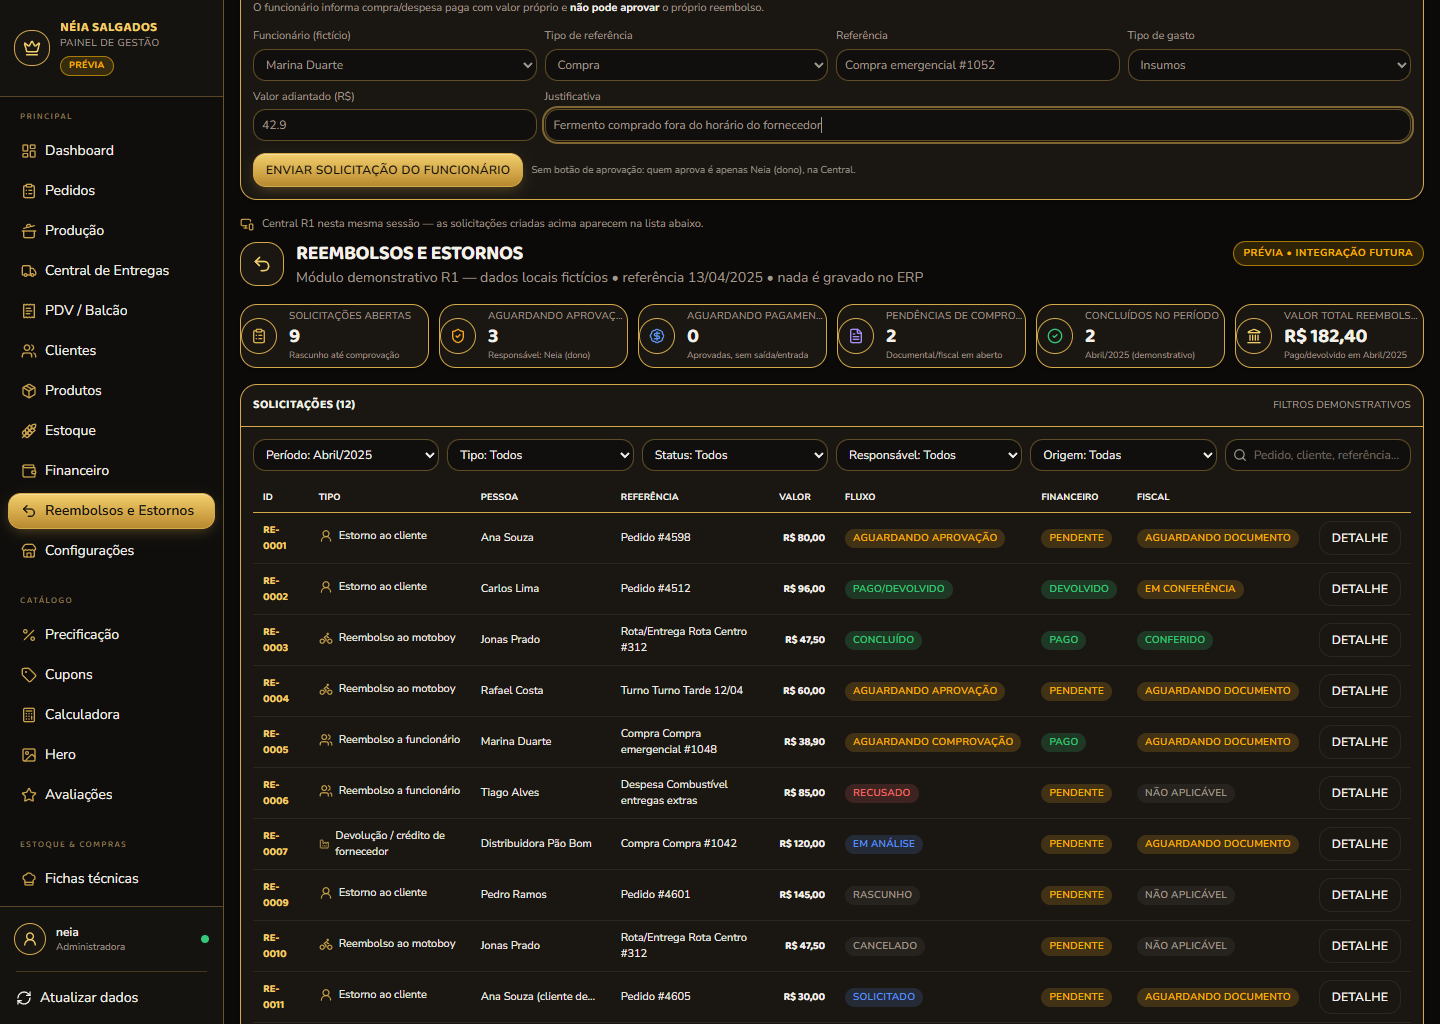 NÉIA SALGADOS
PAINEL DE GESTÃO
PRÉVIA
PRINCIPAL
Dashboard
Pedidos
Produção
Central de Entregas
PDV / Balcão
Clientes
Produtos
Estoque
Financeiro
Reembolsos e Estornos
Configurações
CATÁLOGO
Precificação
Cupons
Calculadora
Hero
Avaliações
ESTOQUE & COMPRAS
Fichas técnicas
neia
Administradora
Atualizar dados
O funcionário informa compra/despesa paga com valor próprio e não pode aprovar o próprio reembolso.
Funcionário (fictício) Tipo de referência Referência Tipo de gasto
Marina Duarte Compra Compra emergencial #1052 Insumos
Valor adiantado (R$) Justificativa
42.9 Fermento comprado fora do horário do fornecedor
ENVIAR SOLICITAÇÃO DO FUNCIONÁRIO Sem botão de aprovação: quem aprova é apenas Neia (dono), na Central.
Central R1 nesta mesma sessão — as solicitações criadas acima aparecem na lista abaixo.
REEMBOLSOS E ESTORNOS PRÉVIA • INTEGRAÇÃO FUTURA
Módulo demonstrativo R1 — dados locais fictícios • referência 13/04/2025 • nada é gravado no ERP
SOLICITAÇÕES ABERTAS AGUARDANDO APROVAÇ... AGUARDANDO PAGAMEN... PENDÊNCIAS DE COMPRO... CONCLUÍDOS NO PERÍODO VALOR TOTAL REEMBOLS...
9 3 0 2 2 R$ 182,40
Rascunho até comprovação Responsável: Neia (dono) Aprovadas, sem saída/entrada Documental/fiscal em aberto Abril/2025 (demonstrativo) Pago/devolvido em Abril/2025
SOLICITAÇÕES (12) FILTROS DEMONSTRATIVOS
Período: Abril/2025 Tipo: Todos Status: Todos Responsável: Todos Origem: Todas Pedido, cliente, referência...
ID TIPO PESSOA REFERÊNCIA VALOR FLUXO FINANCEIRO FISCAL
RE-0001 Estorno ao cliente Ana Souza Pedido #4598 R$ 80,00 AGUARDANDO APROVAÇÃO PENDENTE AGUARDANDO DOCUMENTO DETALHE
RE-0002 Estorno ao cliente Carlos Lima Pedido #4512 R$ 96,00 PAGO/DEVOLVIDO DEVOLVIDO EM CONFERÊNCIA DETALHE
RE-0003 Reembolso ao motoboy Jonas Prado Rota/Entrega Rota Centro #312 R$ 47,50 CONCLUÍDO PAGO CONFERIDO DETALHE
RE-0004 Reembolso ao motoboy Rafael Costa Turno Turno Tarde 12/04 R$ 60,00 AGUARDANDO APROVAÇÃO PENDENTE AGUARDANDO DOCUMENTO DETALHE
RE-0005 Reembolso a funcionário Marina Duarte Compra Compra emergencial #1048 R$ 38,90 AGUARDANDO COMPROVAÇÃO PAGO AGUARDANDO DOCUMENTO DETALHE
RE-0006 Reembolso a funcionário Tiago Alves Despesa Combustível entregas extras R$ 85,00 RECUSADO PENDENTE NÃO APLICÁVEL DETALHE
RE-0007 Devolução / crédito de fornecedor Distribuidora Pão Bom Compra Compra #1042 R$ 120,00 EM ANÁLISE PENDENTE AGUARDANDO DOCUMENTO DETALHE
RE-0009 Estorno ao cliente Pedro Ramos Pedido #4601 R$ 145,00 RASCUNHO PENDENTE NÃO APLICÁVEL DETALHE
RE-0010 Reembolso ao motoboy Jonas Prado Rota/Entrega Rota Centro #312 R$ 47,50 CANCELADO PENDENTE NÃO APLICÁVEL DETALHE
RE-0011 Estorno ao cliente Ana Souza (cliente de... Pedido #4605 R$ 30,00 SOLICITADO PENDENTE AGUARDANDO DOCUMENTO DETALHE